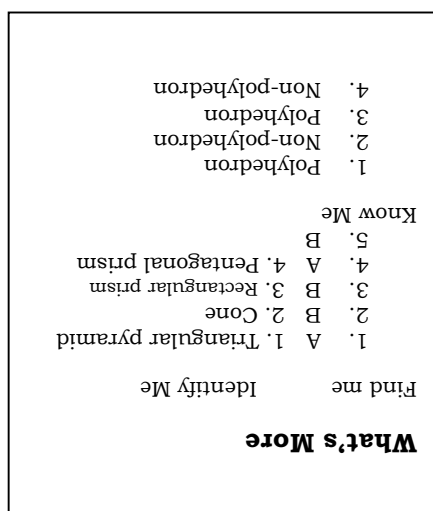 What's More
Find me Identify Me
1. A 1. Triangular pyramid
2. B 2. Cone
3. B 3. Rectangular prism
4. A 4. Pentagonal prism
5. B
Know Me
1. Polyhedron
2. Non-polyhedron
3. Polyhedron
4. Non-polyhedron